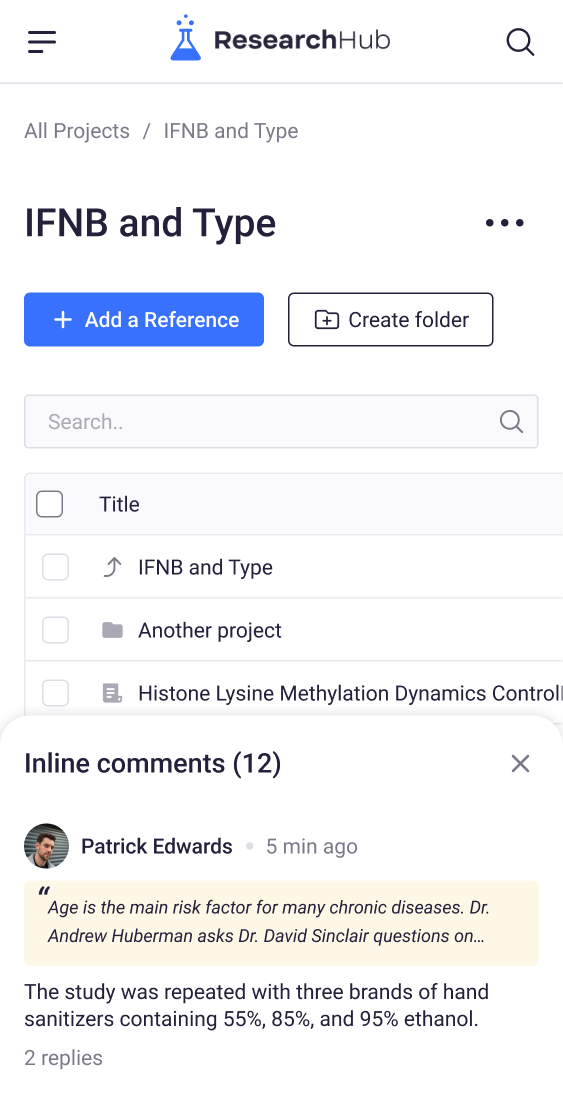 ResearchHub
All Projects / IFNB and Type
IFNB and Type
Add a Reference
Create folder
Search..
Title
IFNB and Type
Another project
Histone Lysine Methylation Dynamics Control
Inline comments (12)
Patrick Edwards • 5 min ago
“Age is the main risk factor for many chronic diseases. Dr.
Andrew Huberman asks Dr. David Sinclair questions on...
The study was repeated with three brands of hand
sanitizers containing 55%, 85%, and 95% ethanol.
2 replies